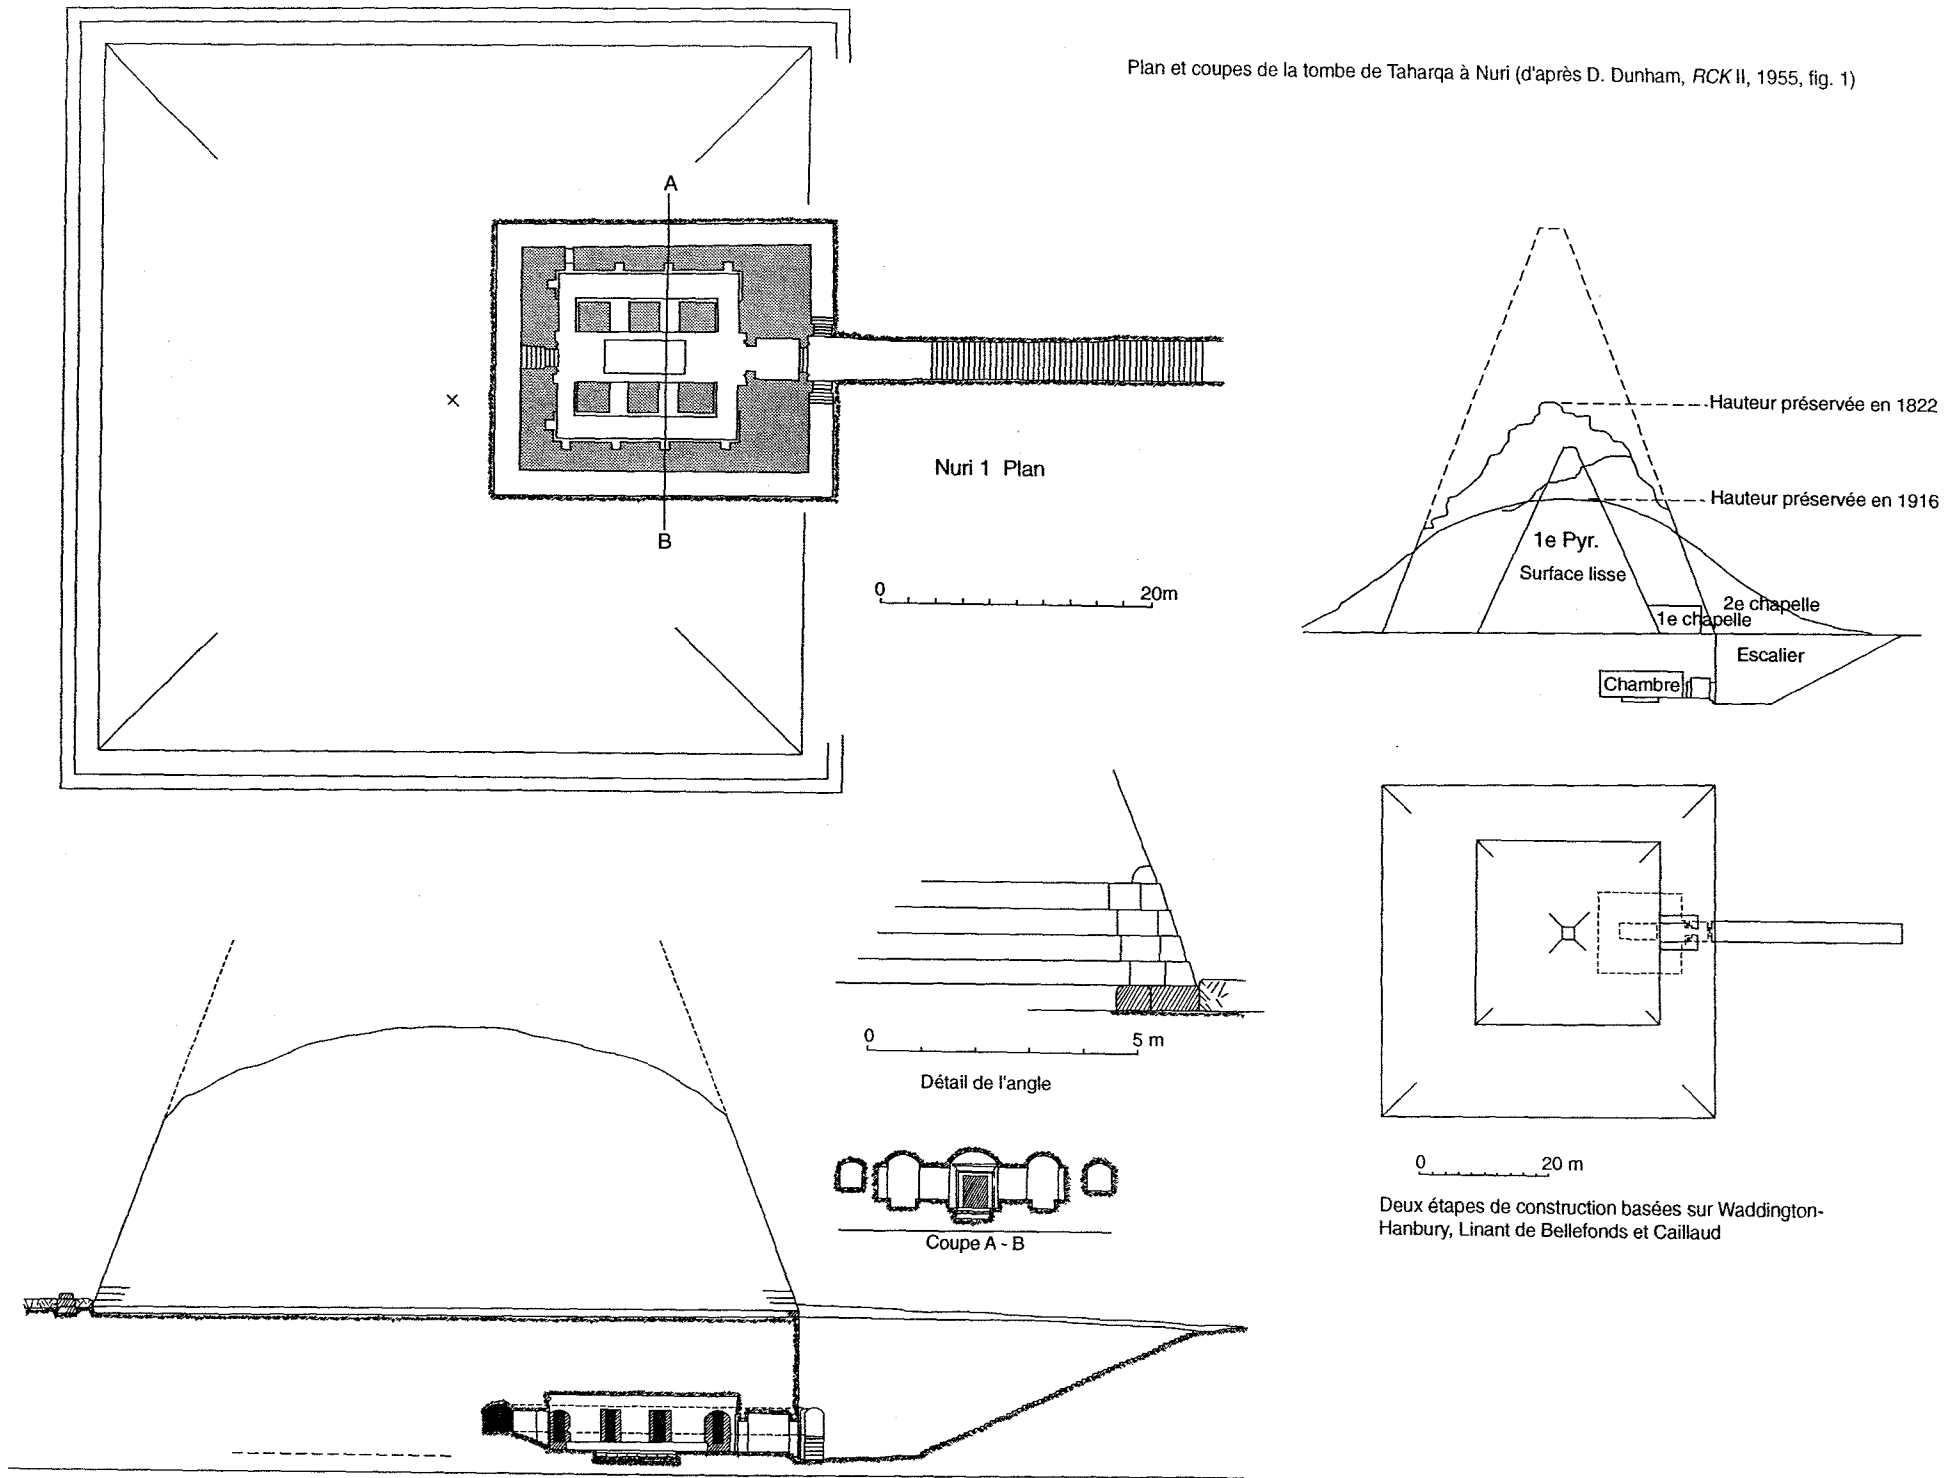 Plan et coupes de la tombe de Taharqa à Nuri (d'après D. Dunham, RCK II, 1955, fig. 1)
A
B
Nuri 1 Plan
0 20m
Hauteur préservée en 1822
Hauteur préservée en 1916
1e Pyr.
Surface lisse
2e chapelle
1e chapelle
Escalier
Chambre
0 5 m
Détail de l'angle
Coupe A - B
0 20 m
Deux étapes de construction basées sur Waddington-
Hanbury, Linant de Bellefonds et Caillaud